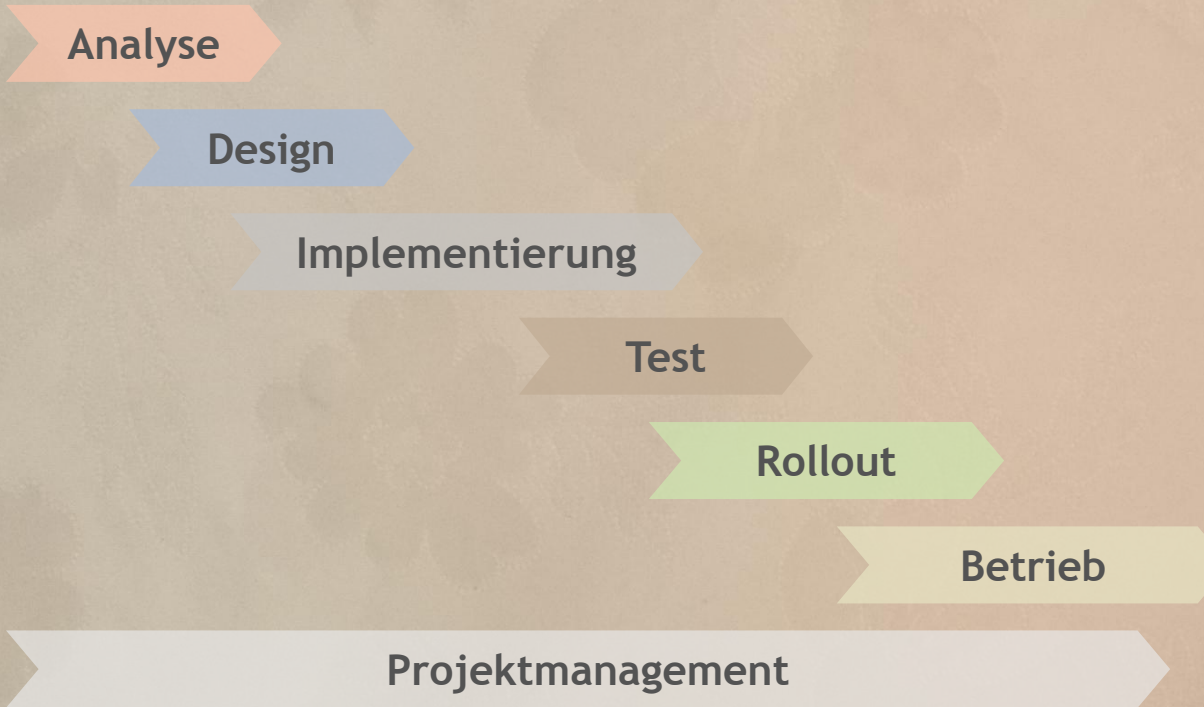 Analyse
Design
Implementierung
Test
Rollout
Betrieb
Projektmanagement